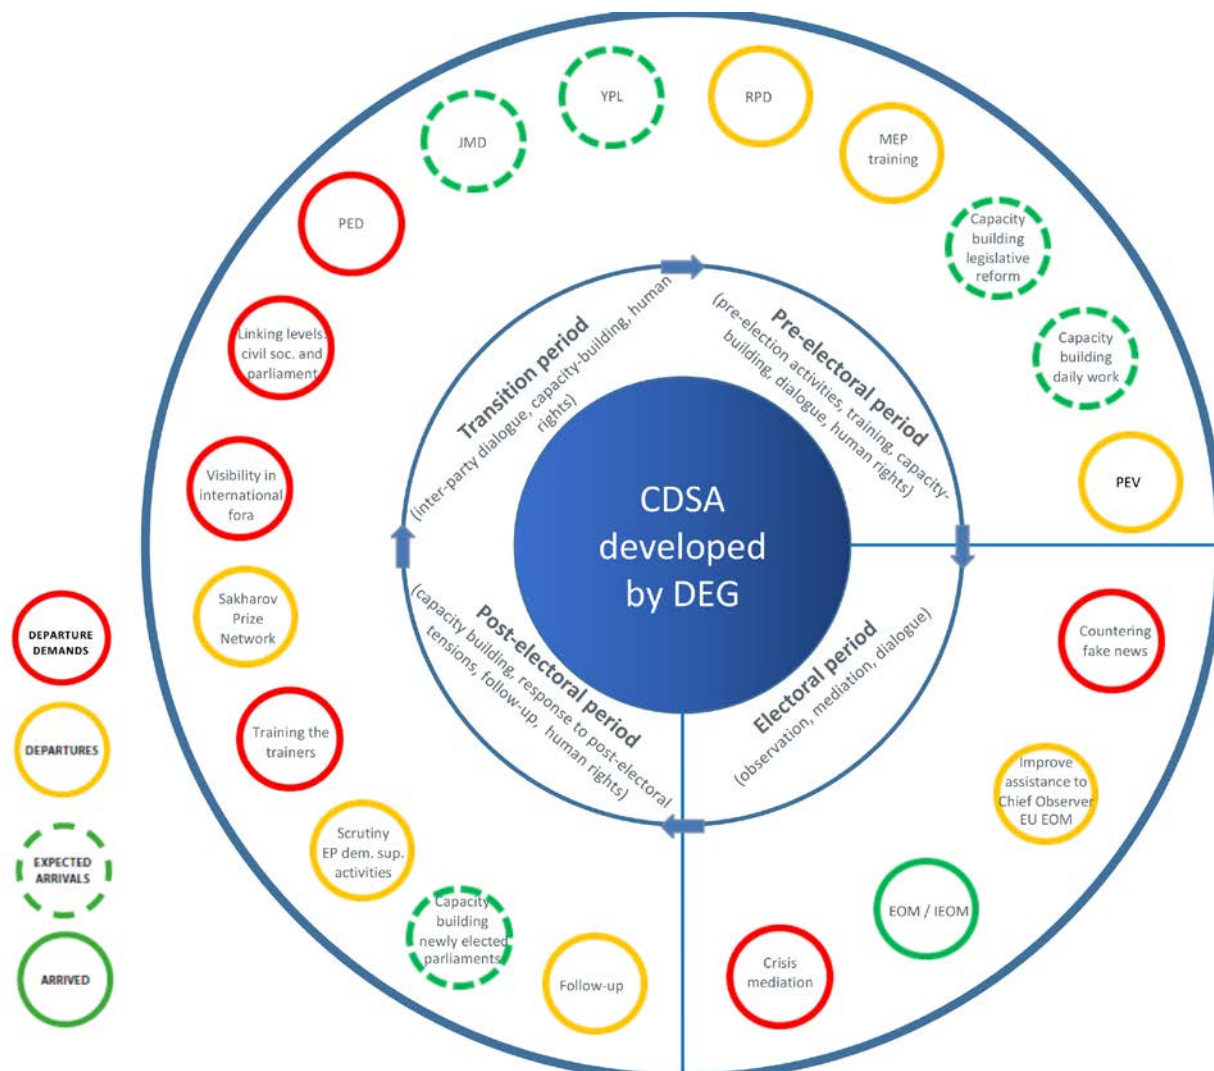 YPL
RPD
JMD
MEP
training
PED
Capacity
building
legislative
reform
Linking levels:
civil soc. and
parliament
Capacity
building
daily work
Visibility in
international
fora
PEV
Sakharov
Prize
Network
Countering
fake news
Training the
trainers
Improve
assistance to
Chief Observer
EU EOM
Scrutiny
EP dem. sup.
activities
EOM / IEOM
Capacity
building
newly elected
parliaments
Follow-up
Crisis
mediation
Transition period
(inter-party dialogue, capacity-building, human
rights)
Pre-electoral period
(pre-election activities, training, capacity-
building, dialogue, human rights)
CDSA
developed
by DEG
Post-electoral period
(capacity building, response to post-electoral
tensions, follow-up, human rights)
Electoral period
(observation, mediation, dialogue)
DEPARTURE
DEMANDS
DEPARTURES
EXPECTED
ARRIVALS
ARRIVED